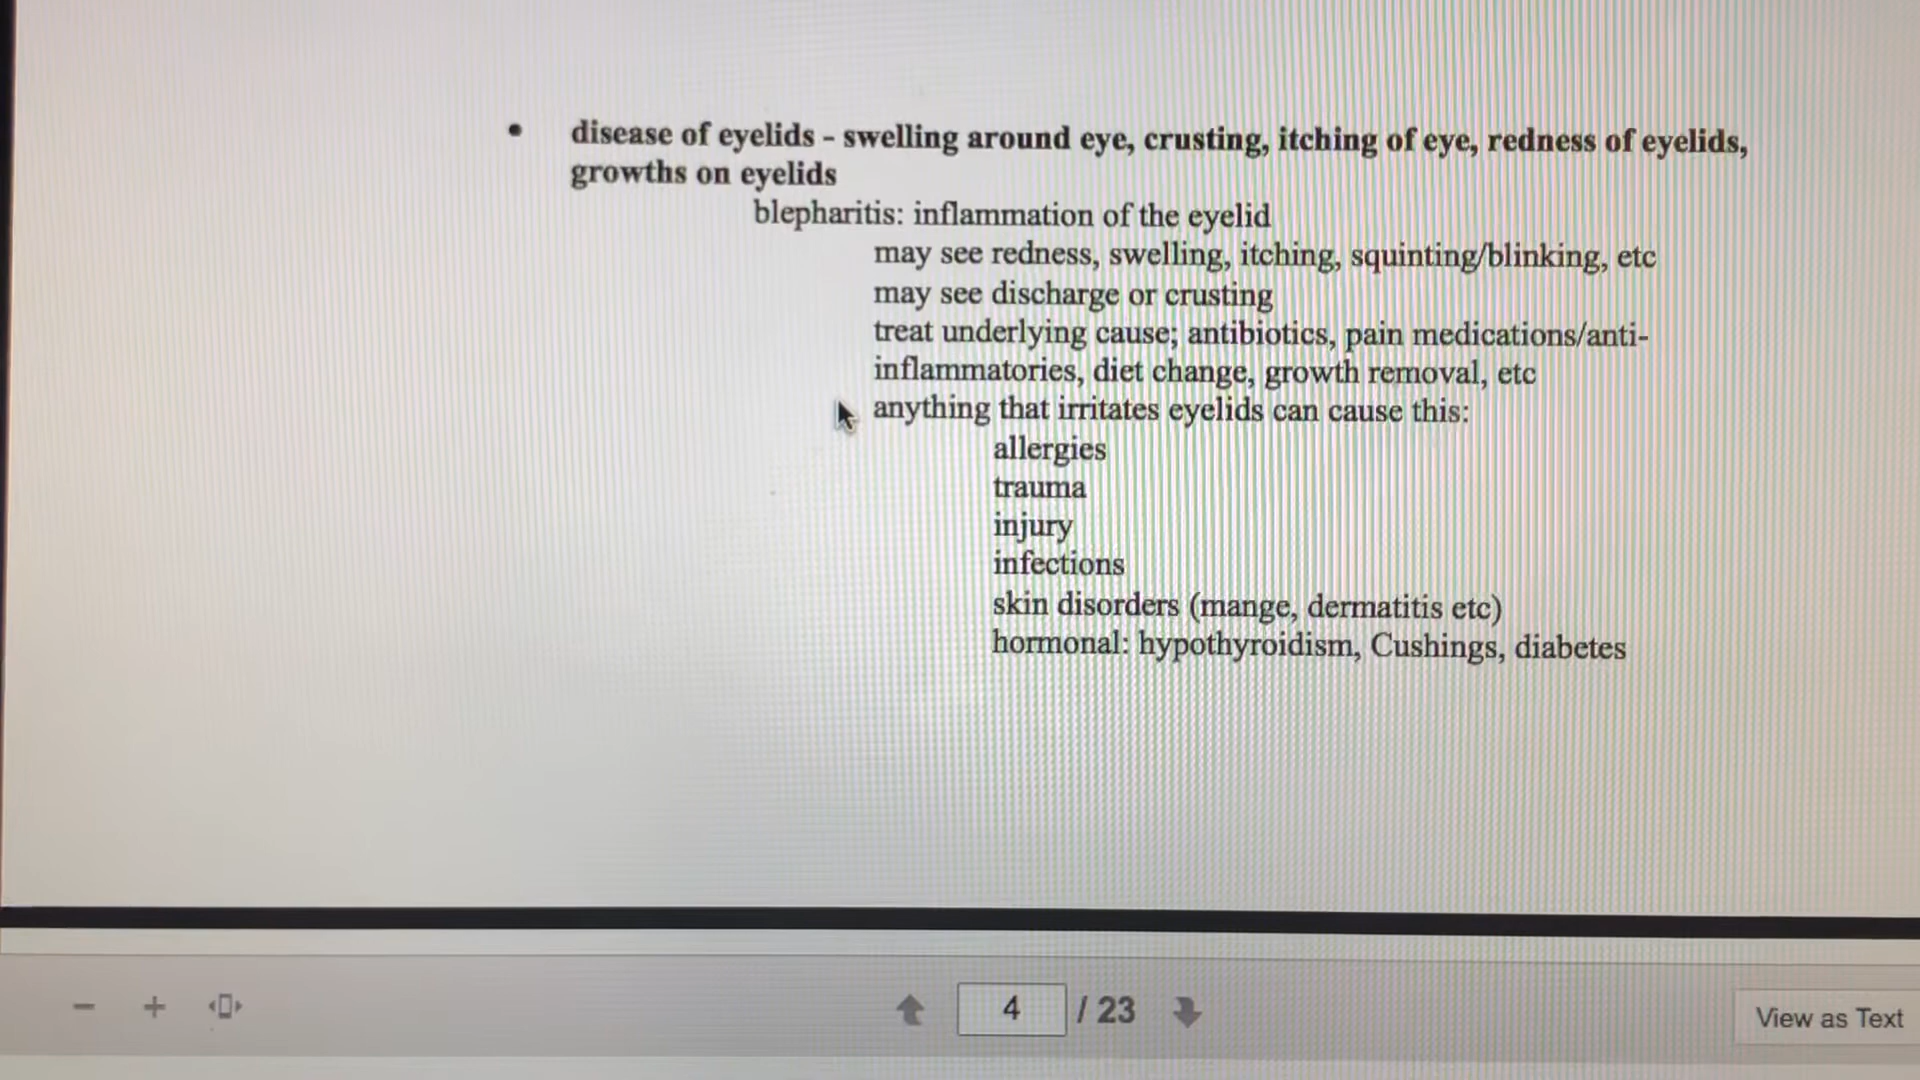 • disease of eyelids - swelling around eye, crusting, itching of eye, redness of eyelids,
growths on eyelids
blepharitis: inflammation of the eyelid
may see redness, swelling, itching, squinting/blinking, etc
may see discharge or crusting
treat underlying cause; antibiotics, pain medications/anti-
inflammatories, diet change, growth removal, etc
anything that irritates eyelids can cause this:
allergies
trauma
injury
infections
skin disorders (mange, dermatitis etc)
hormonal: hypothyroidism, Cushings, diabetes
4 / 23
View as Text